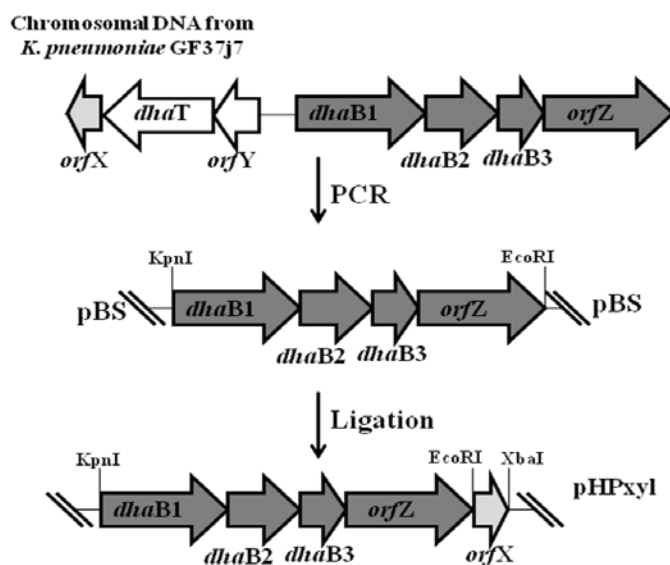 Chromosomal DNA from
K. pneumoniae GF37j7
dhaT dhaB1 orfZ
orfX orfY dhaB2 dhaB3
PCR
KpnI EcoRI
pBS dhaB1 orfZ pBS
dhaB2 dhaB3
Ligation
KpnI EcoRI XbaI
pHPxyl
dhaB1 orfZ
dhaB2 dhaB3 orfX